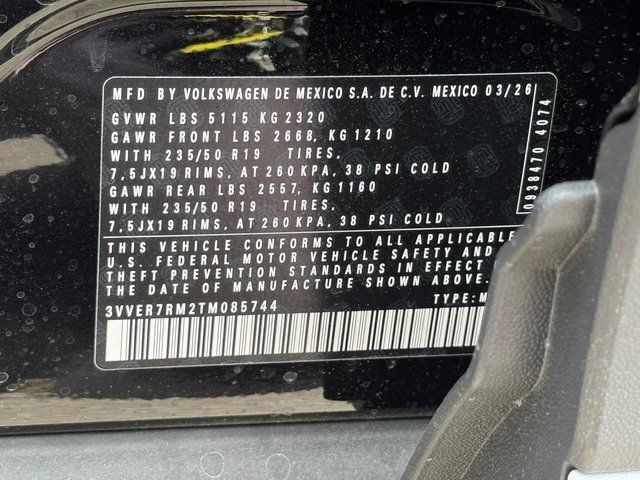 MFD BY VOLKSWAGEN DE MEXICO S.A. DE C.V. MEXICO 03/26
GVWR LBS 5115 KG 2320
GAWR FRONT LBS 2668, KG 1210
WITH 235/50 R19 TIRES,
7,5JX19 RIMS, AT 260 KPA, 38 PSI COLD
GAWR REAR LBS 2557, KG 1160
WITH 235/50 R19 TIRES,
7,5JX19 RIMS, AT 260 KPA, 38 PSI COLD
0938470 4074
THIS VEHICLE CONFORMS TO ALL APPLICABLE
U.S. FEDERAL MOTOR VEHICLE SAFETY AND
THEFT PREVENTION STANDARDS IN EFFECT
THE DATE OF MANUFACTURE SHOWN ABOVE.
3VVER7RM2TM085744 TYPE:M